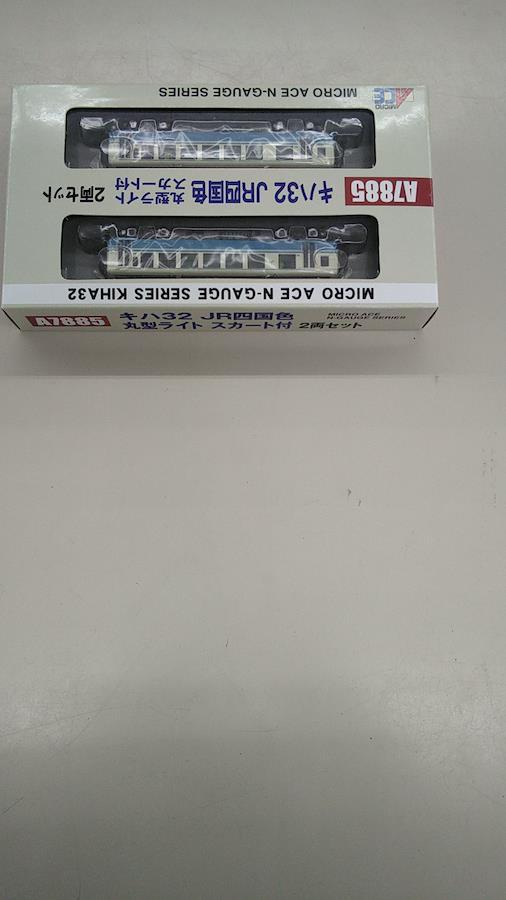 MICRO ACE N-GAUGE SERIES KIHA32
A7885
キハ32 JR四国色
丸型ライト
スカート付
2両セット
MICRO ACE
MICRO ACE N-GAUGE SERIES
A7885
キハ32 JR四国色
丸型ライト スカート付 2両セット
MICRO ACE
N-GAUGE SERIES